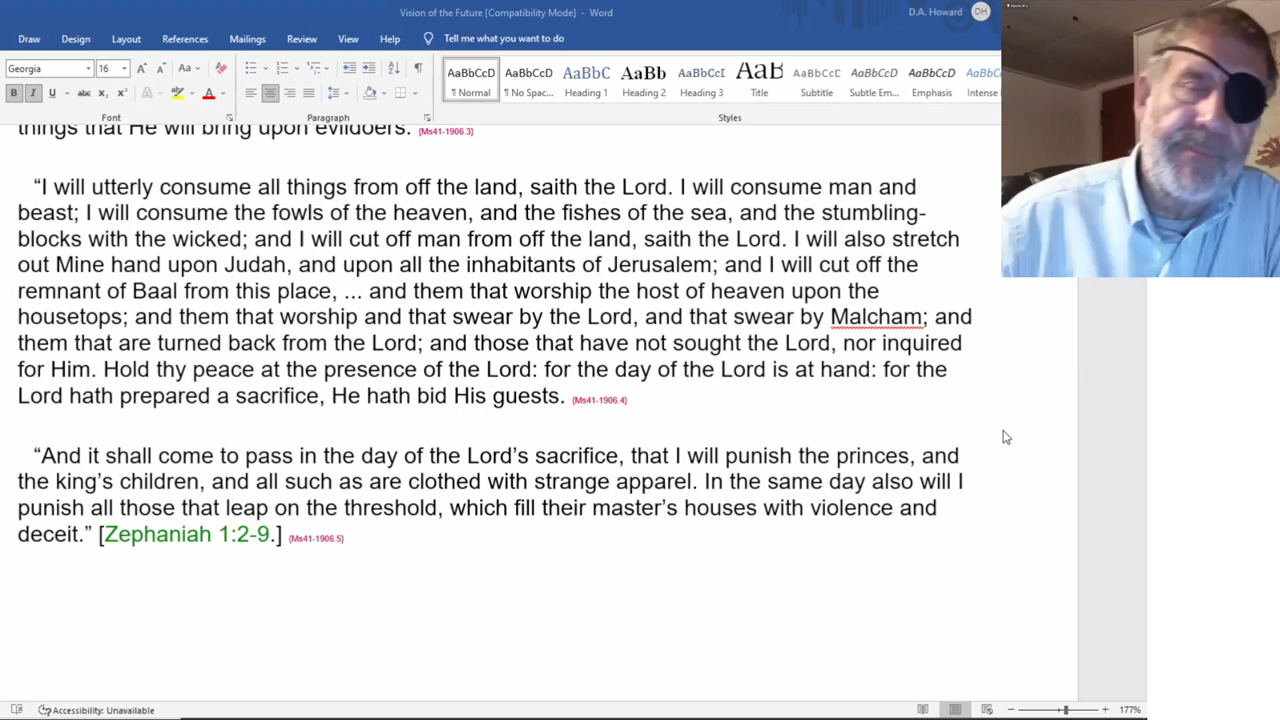 Vision of the Future [Compatibility Mode] - Word
D.A. Howard
DH
Draw Design Layout References Mailings Review View Help Tell me what you want to do
Georgia 16
AaBbCcD AaBbCcD AaBbC AaBb AaBbCcI AaB AaBbCcD AaBbCcD AaBbCcD AaBbC
¶ Normal ¶ No Spac... Heading 1 Heading 2 Heading 3 Title Subtitle Subtle Em... Emphasis Intense
Font Paragraph Styles
things that He will bring upon evildoers. {Ms41-1906.3}
“I will utterly consume all things from off the land, saith the Lord. I will consume man and
beast; I will consume the fowls of the heaven, and the fishes of the sea, and the stumbling-
blocks with the wicked; and I will cut off man from off the land, saith the Lord. I will also stretch
out Mine hand upon Judah, and upon all the inhabitants of Jerusalem; and I will cut off the
remnant of Baal from this place, ... and them that worship the host of heaven upon the
housetops; and them that worship and that swear by the Lord, and that swear by Malcham; and
them that are turned back from the Lord; and those that have not sought the Lord, nor inquired
for Him. Hold thy peace at the presence of the Lord: for the day of the Lord is at hand: for the
Lord hath prepared a sacrifice, He hath bid His guests. {Ms41-1906.4}
“And it shall come to pass in the day of the Lord’s sacrifice, that I will punish the princes, and
the king’s children, and all such as are clothed with strange apparel. In the same day also will I
punish all those that leap on the threshold, which fill their master’s houses with violence and
deceit.” [Zephaniah 1:2-9.] {Ms41-1906.5}
Accessibility: Unavailable
177%